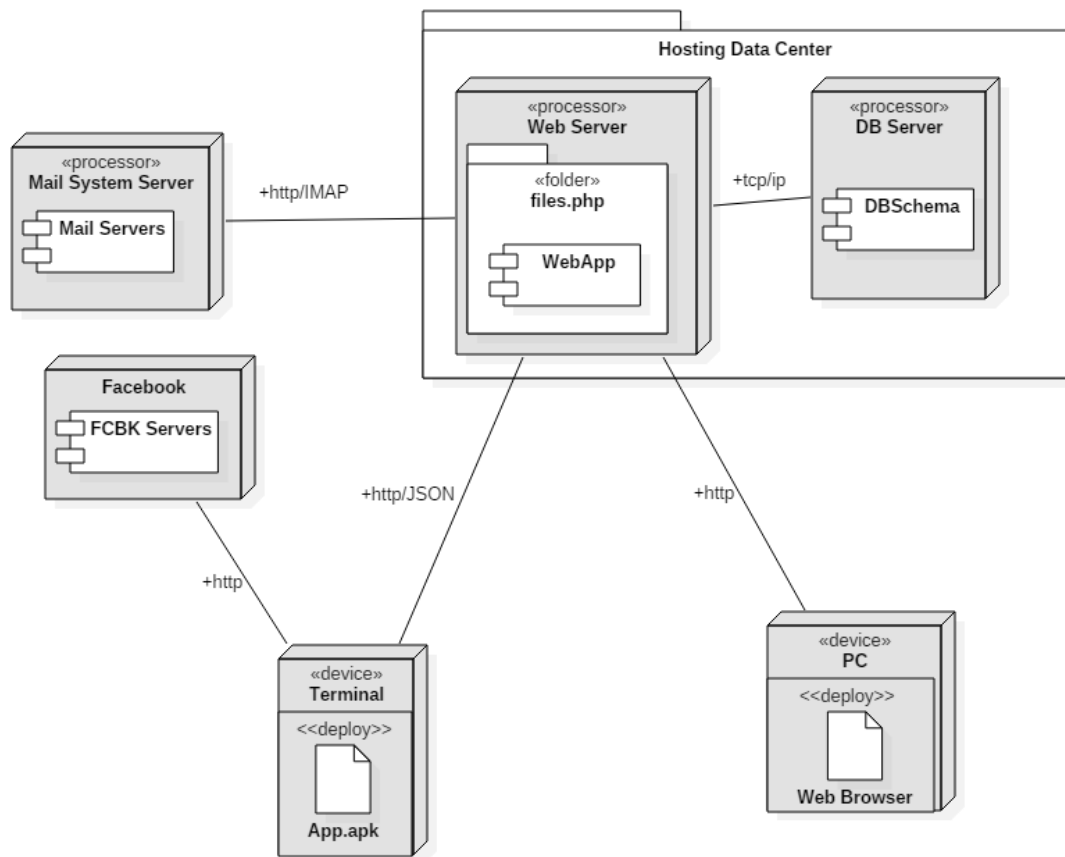 Hosting Data Center
«processor»
Web Server
«processor»
DB Server
«processor»
Mail System Server
+http/IMAP
«folder»
files.php
+tcp/ip
DBSchema
Mail Servers
WebApp
Facebook
FCBK Servers
+http/JSON
+http
+http
«device»
Terminal
<<deploy>>
App.apk
«device»
PC
<<deploy>>
Web Browser